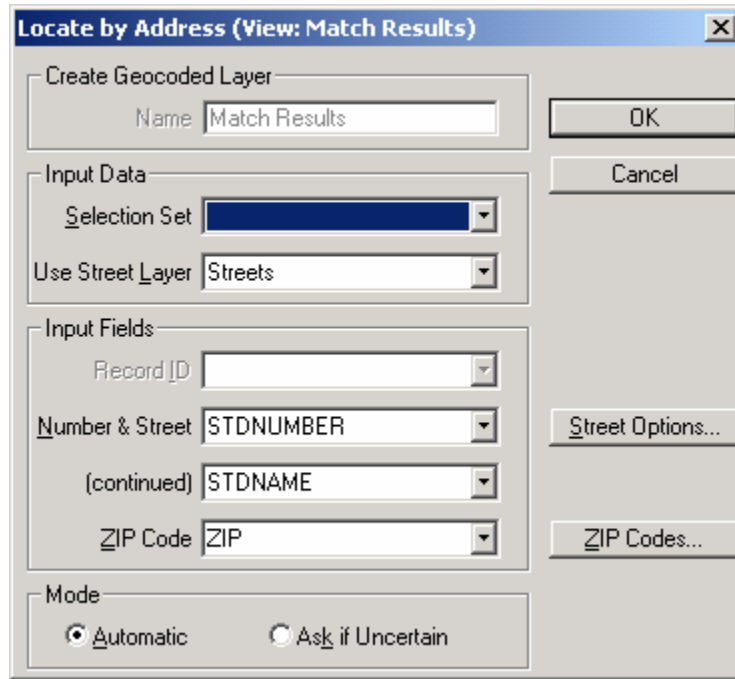 Locate by Address (View: Match Results)
Create Geocoded Layer
Name Match Results
OK
Cancel
Input Data
Selection Set
Use Street Layer Streets
Input Fields
Record ID
Number & Street STDNUMBER
Street Options...
(continued) STDNAME
ZIP Code ZIP
ZIP Codes...
Mode
Automatic Ask if Uncertain